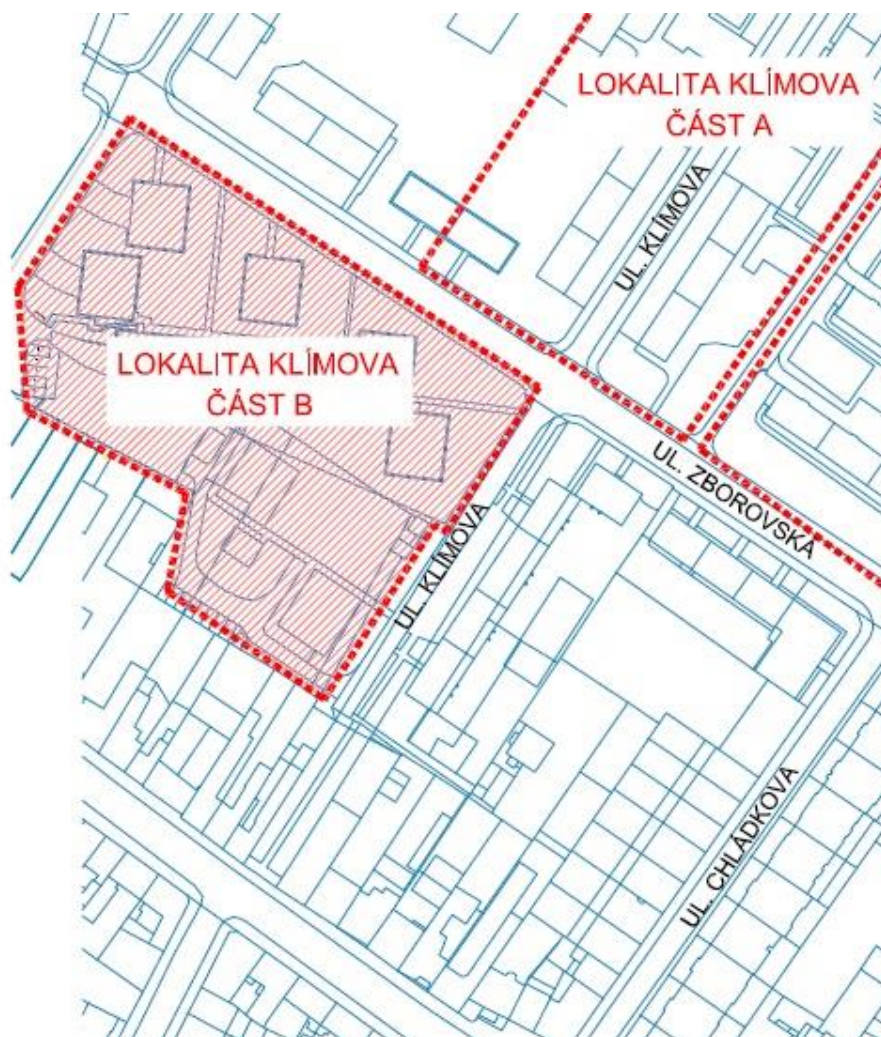 LOKALITA KLÍMOVA
ČÁST A
UL. KLÍMOVA
LOKALITA KLÍMOVA
ČÁST B
UL. ZBOROVSKÁ
UL. KLÍMOVA
UL. CHLÁDKOVA